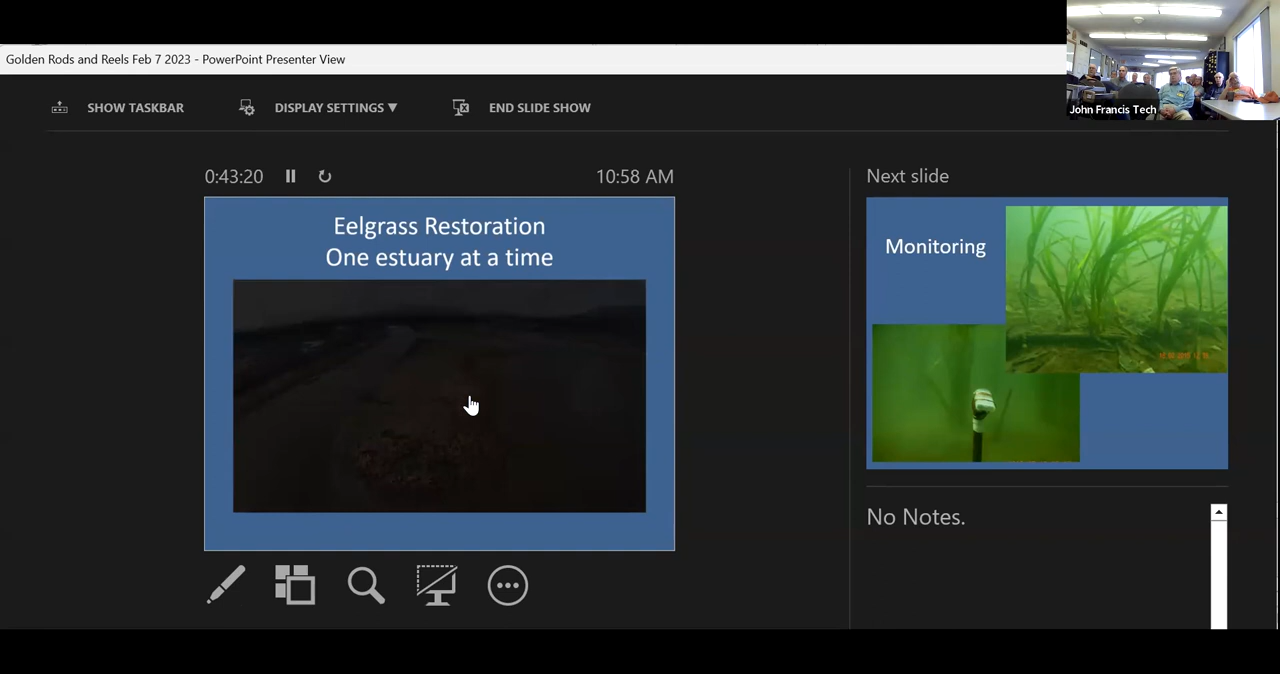 Golden Rods and Reels Feb 7 2023 - PowerPoint Presenter View
John Francis Tech
SHOW TASKBAR
DISPLAY SETTINGS ▼
END SLIDE SHOW
0:43:20
10:58 AM
Eelgrass Restoration
One estuary at a time
Next slide
Monitoring
No Notes.